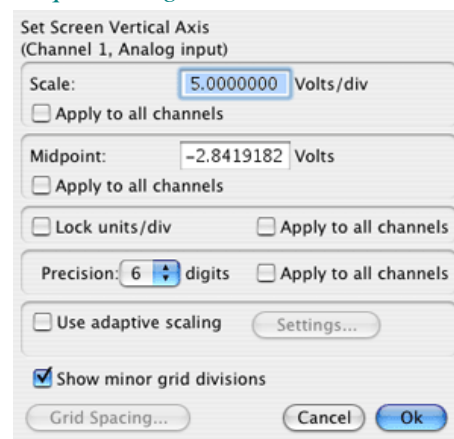 Set Screen Vertical Axis
(Channel 1, Analog input)
Scale: 5.0000000 Volts/div
Apply to all channels
Midpoint: -2.8419182 Volts
Apply to all channels
Lock units/div Apply to all channels
Precision: 6 digits Apply to all channels
Use adaptive scaling Settings...
Show minor grid divisions
Grid Spacing... Cancel Ok